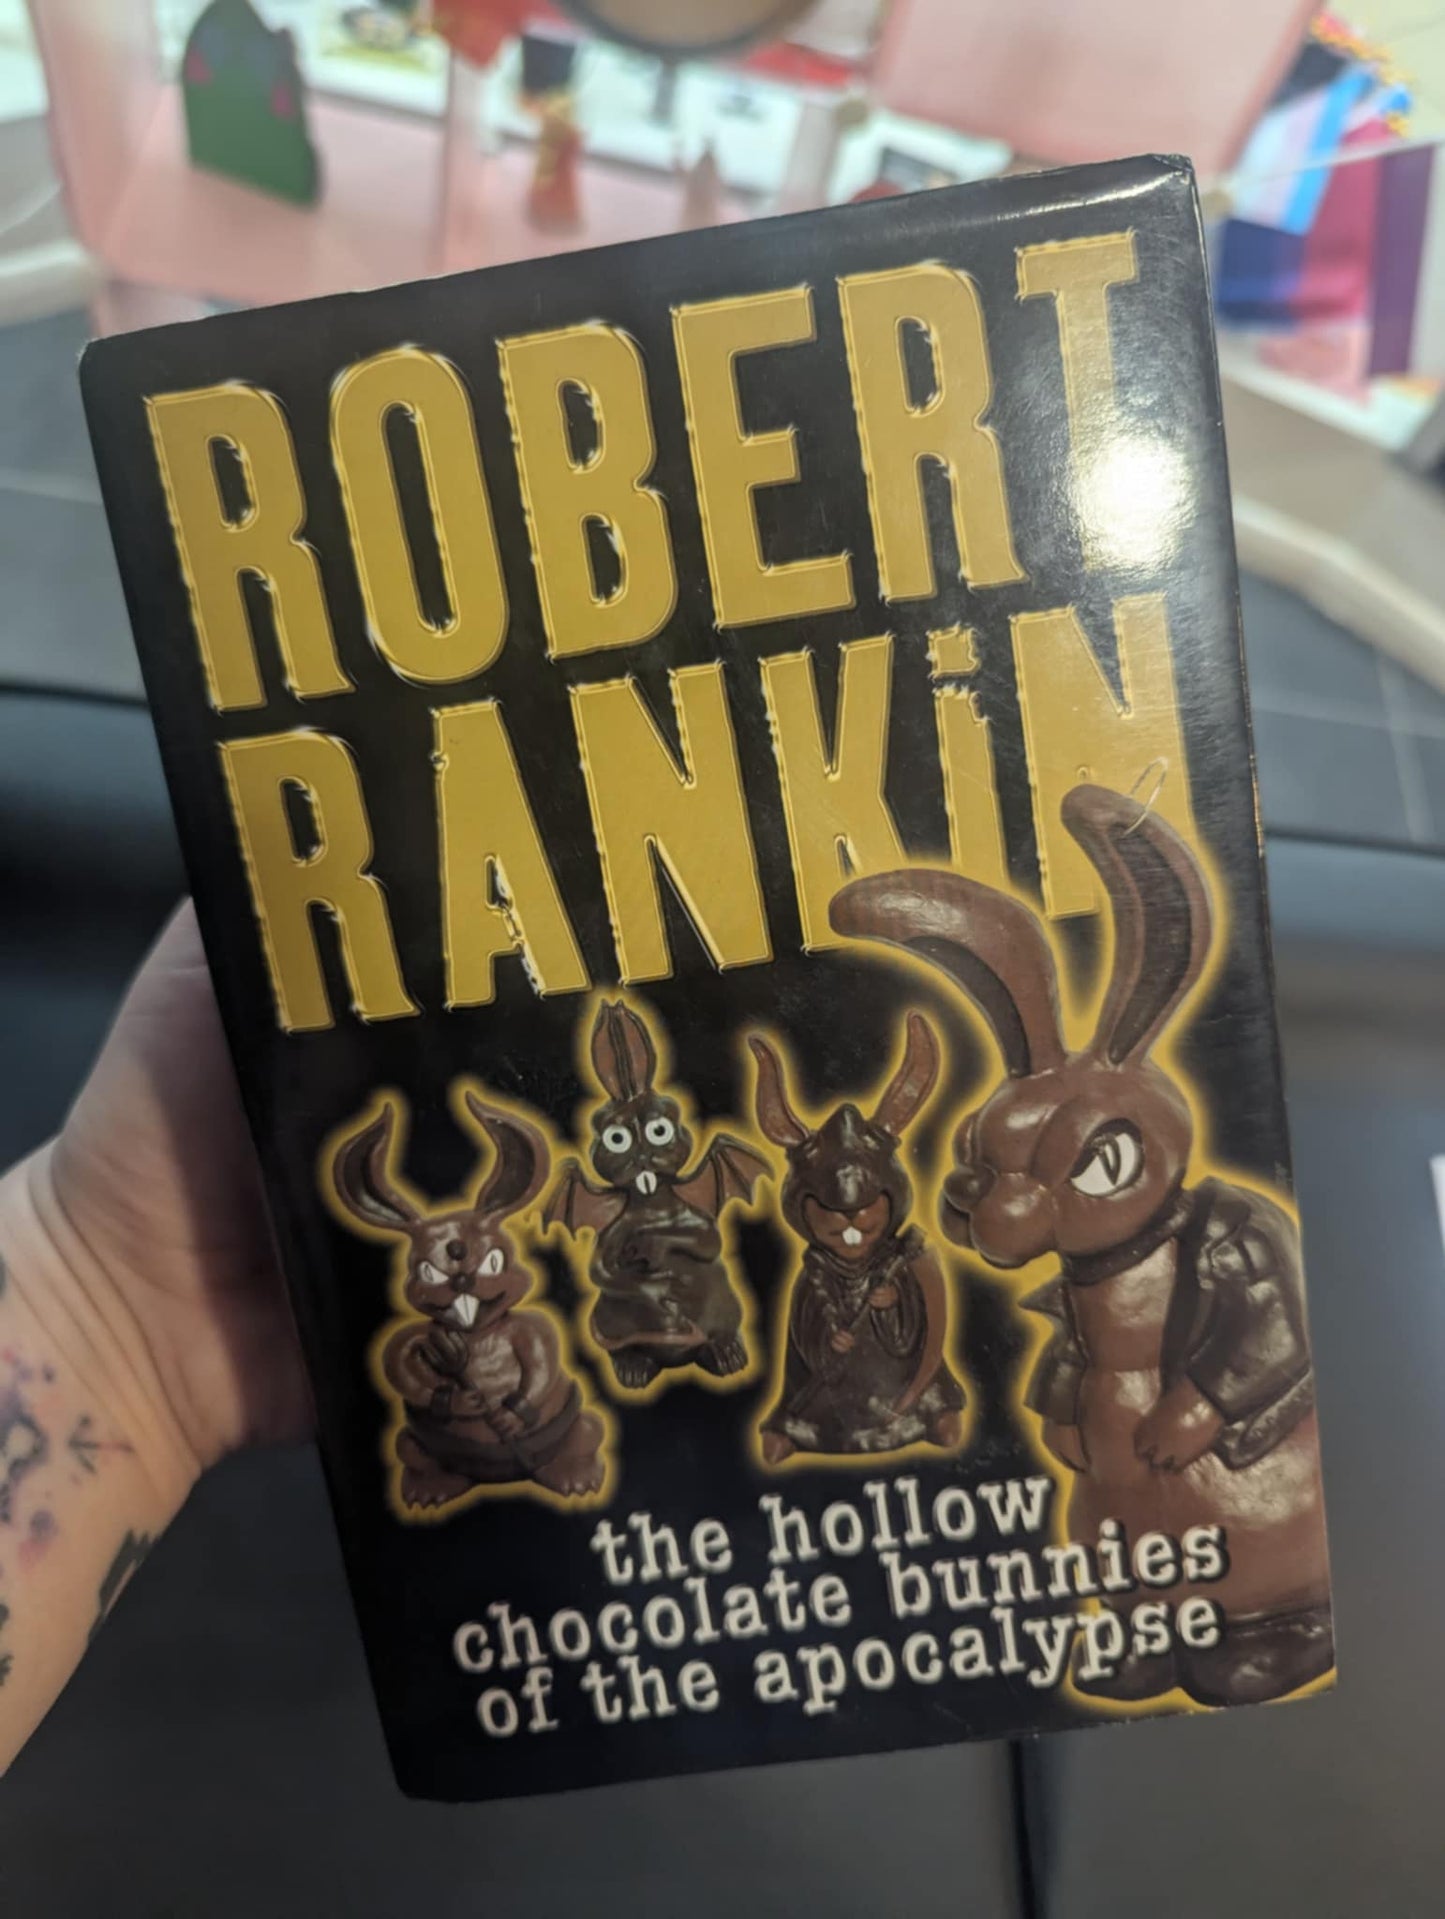 ROBERT
RANKiN
the hollow
chocolate bunnies
of the apocalypse